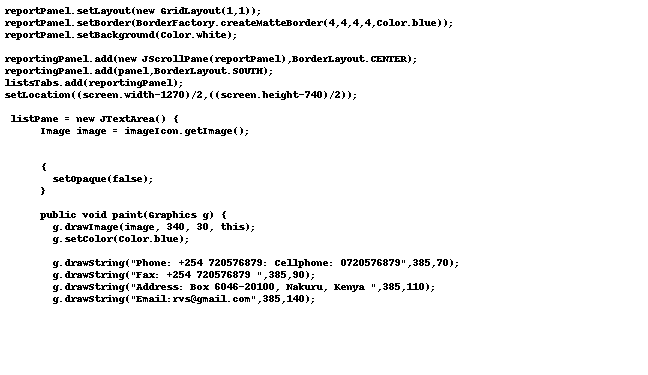 reportPanel.setLayout(new GridLayout(1,1));
reportPanel.setBorder(BorderFactory.createMatteBorder(4,4,4,4,Color.blue));
reportPanel.setBackground(Color.white);
reportingPanel.add(new JScrollPane(reportPanel),BorderLayout.CENTER);
reportingPanel.add(panel,BorderLayout.SOUTH);
listsTabs.add(reportingPanel);
setLocation((screen.width-1270)/2,((screen.height-740)/2));
listPane = new JTextArea() {
Image image = imageIcon.getImage();
{
setOpaque(false);
}
public void paint(Graphics g) {
g.drawImage(image, 340, 30, this);
g.setColor(Color.blue);
g.drawString("Phone: +254 720576879: Cellphone: 0720576879",385,70);
g.drawString("Fax: +254 720576879 ",385,90);
g.drawString("Address: Box 6046-20100, Nakuru, Kenya ",385,110);
g.drawString("Email:rvs@gmail.com",385,140);